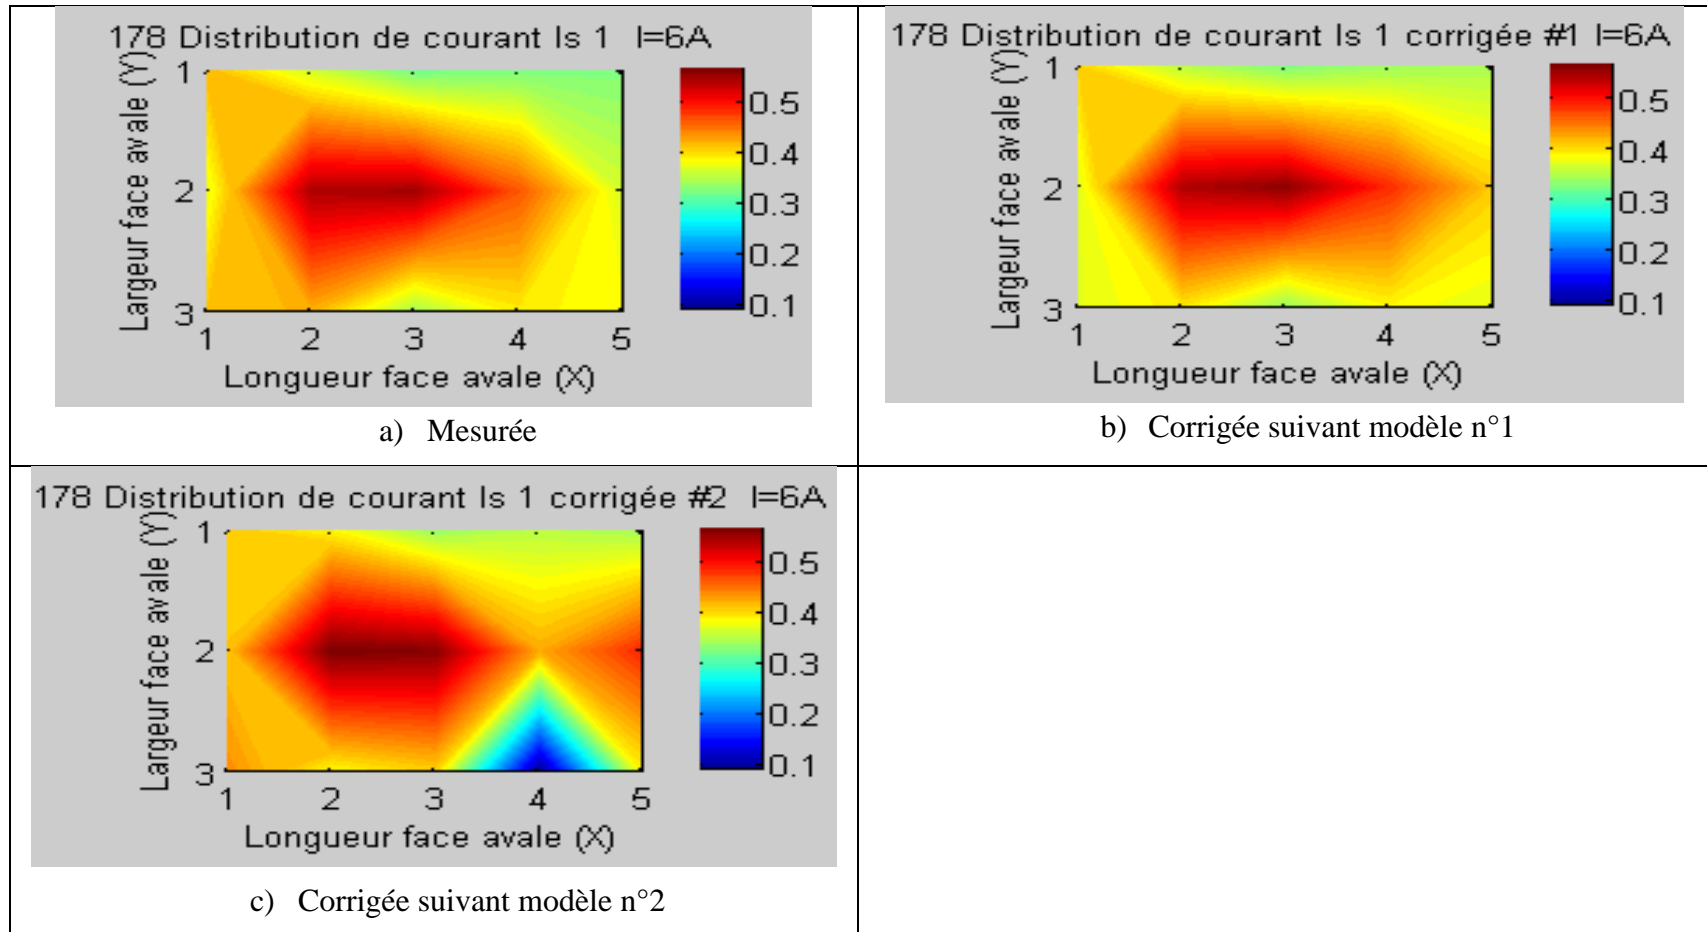 178 Distribution de courant Is 1 I=6A
Largeur face avale (Y)
1
2
3
1 2 3 4 5
Longueur face avale (X)
0.5
0.4
0.3
0.2
0.1
a) Mesurée
178 Distribution de courant Is 1 corrigée #1 I=6A
Largeur face avale (Y)
1
2
3
1 2 3 4 5
Longueur face avale (X)
0.5
0.4
0.3
0.2
0.1
b) Corrigée suivant modèle n°1
178 Distribution de courant Is 1 corrigée #2 I=6A
Largeur face avale (Y)
1
2
3
1 2 3 4 5
Longueur face avale (X)
0.5
0.4
0.3
0.2
0.1
c) Corrigée suivant modèle n°2